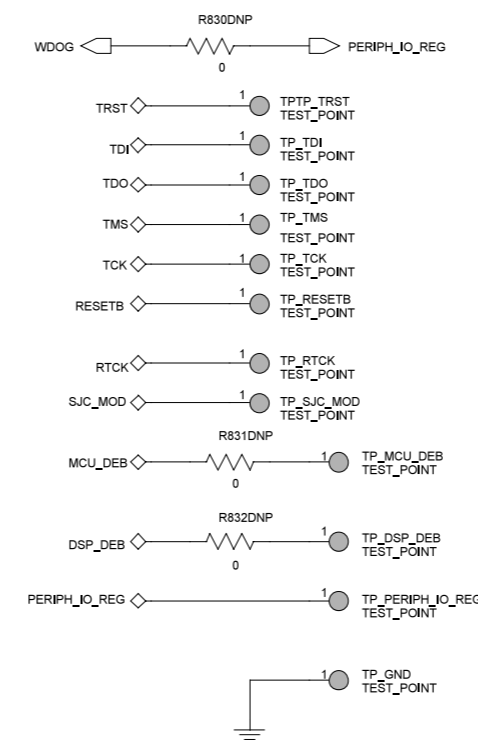 R830DNP
WDOG
PERIPH_IO_REG
0
TRST
1
TPTP_TRST
TEST_POINT
TDI
1
TP_TDI
TEST_POINT
TDO
1
TP_TDO
TEST_POINT
TMS
1
TP_TMS
TEST_POINT
TCK
1
TP_TCK
TEST_POINT
RESETB
1
TP_RESETB
TEST_POINT
RTCK
1
TP_RTCK
TEST_POINT
SJC_MOD
1
TP_SJC_MOD
TEST_POINT
R831DNP
MCU_DEB
0
1
TP_MCU_DEB
TEST_POINT
R832DNP
DSP_DEB
0
1
TP_DSP_DEB
TEST_POINT
PERIPH_IO_REG
1
TP_PERIPH_IO_REG
TEST_POINT
1
TP_GND
TEST_POINT